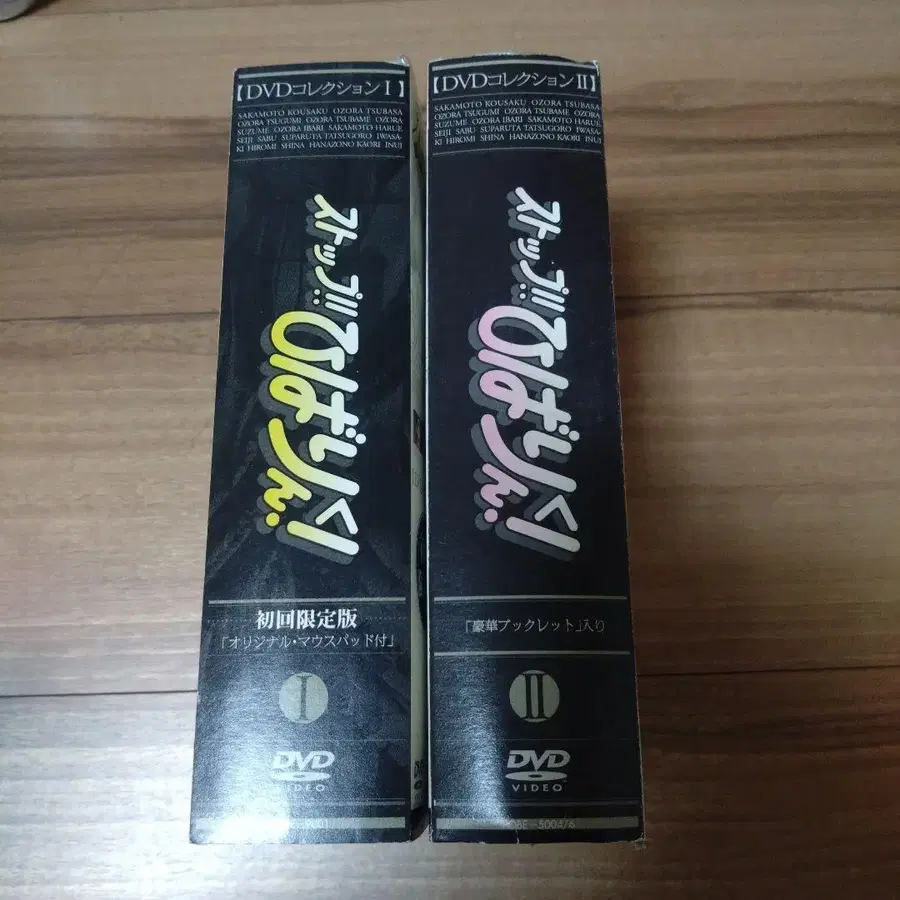 【DVDコレクションI】
SAKAMOTO KOUSAKU OZORA TSUBASA
OZORA TSUGUMI OZORA TSUBAME OZORA
SUZUME OZORA IBARI SAKAMOTO HARUE
SEIJI SABU SUPARUTA TATSUGORO IWASA-
KI HIROMI SHINA HANAZONO KAORI INUI
ストップ!!
ひばりくん!
初回限定版
「オリジナル・マウスパッド付」
I
DVD
VIDEO
【DVDコレクションII】
SAKAMOTO KOUSAKU OZORA TSUBASA
OZORA TSUGUMI OZORA TSUBAME OZORA
SUZUME OZORA IBARI SAKAMOTO HARUE
SEIJI SABU SUPARUTA TATSUGORO IWASA-
KI HIROMI SHINA HANAZONO KAORI INUI
ストップ!!
ひばりくん!
「豪華ブックレット」入り
II
DVD
VIDEO